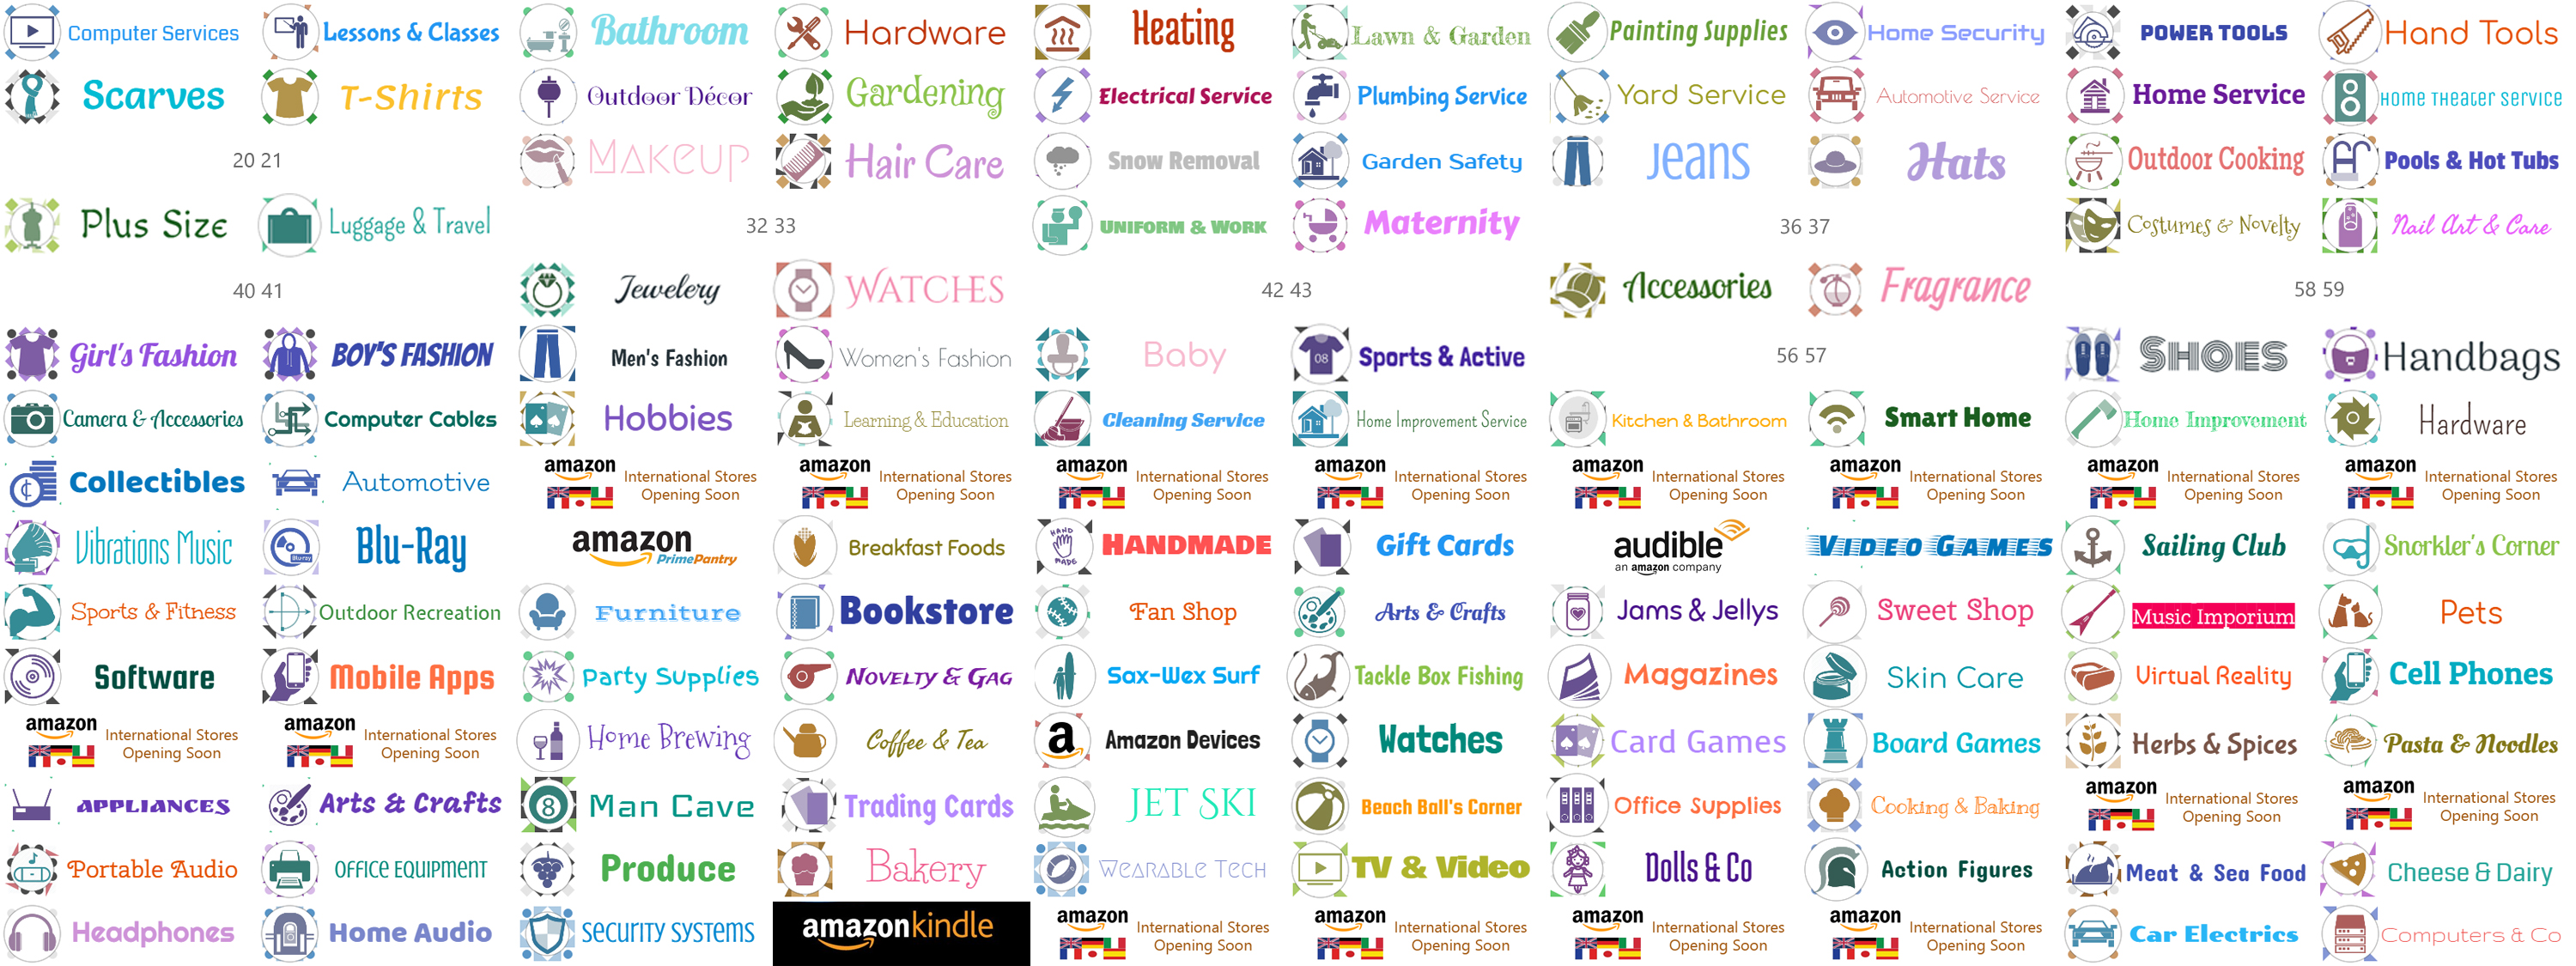 Computer Services Lessons & Classes Bathroom Hardware Heating Lawn & Garden Painting Supplies Home Security POWER TOOLS Hand Tools
Scarves T-Shirts Outdoor Décor Gardening Electrical Service Plumbing Service Yard Service Automotive Service Home Service Home Theater Service
20 21 Makeup Hair Care Snow Removal Garden Safety Jeans Hats Outdoor Cooking Pools & Hot Tubs
Plus Size Luggage & Travel 32 33 Uniform & Work Maternity 36 37 Costumes & Novelty Nail Art & Care
40 41 Jewelery Watches 42 43 Accessories Fragrance 58 59
Girl's Fashion Boy's Fashion Men's Fashion Women's Fashion Baby 08 Sports & Active 56 57 Shoes Handbags
Camera & Accessories Computer Cables Hobbies Learning & Education Cleaning Service Home Improvement Service Kitchen & Bathroom Smart Home Home Improvement Hardware
Collectibles Automotive amazon International Stores Opening Soon amazon International Stores Opening Soon amazon International Stores Opening Soon amazon International Stores Opening Soon amazon International Stores Opening Soon amazon International Stores Opening Soon amazon International Stores Opening Soon amazon International Stores Opening Soon
Vibrations Music Blu-Ray Blu-Ray amazon PrimePantry Breakfast Foods HAND MADE HANDMADE Gift Cards audible an amazon company Video Games Sailing Club Snorkler's Corner
Sports & Fitness Outdoor Recreation Furniture Bookstore Fan Shop Arts & Crafts Jams & Jellys Sweet Shop Music Imporium Pets
Software Mobile Apps Party Supplies Novelty & Gag Sax-Wex Surf Tackle Box Fishing Magazines Skin Care Virtual Reality Cell Phones
amazon International Stores Opening Soon amazon International Stores Opening Soon Home Brewing Coffee & Tea a Amazon Devices Watches Card Games Board Games Herbs & Spices Pasta & Noodles
Appliances Arts & Crafts 8 Man Cave Trading Cards Jet Ski Beach Ball's Corner Office Supplies Cooking & Baking amazon International Stores Opening Soon amazon International Stores Opening Soon
Portable Audio Office Equipment Produce Bakery Wearable Tech TV & Video Dolls & Co Action Figures Meat & Sea Food Cheese & Dairy
Headphones Home Audio Security Systems amazonkindle amazon International Stores Opening Soon amazon International Stores Opening Soon amazon International Stores Opening Soon amazon International Stores Opening Soon Car Electrics Computers & Co